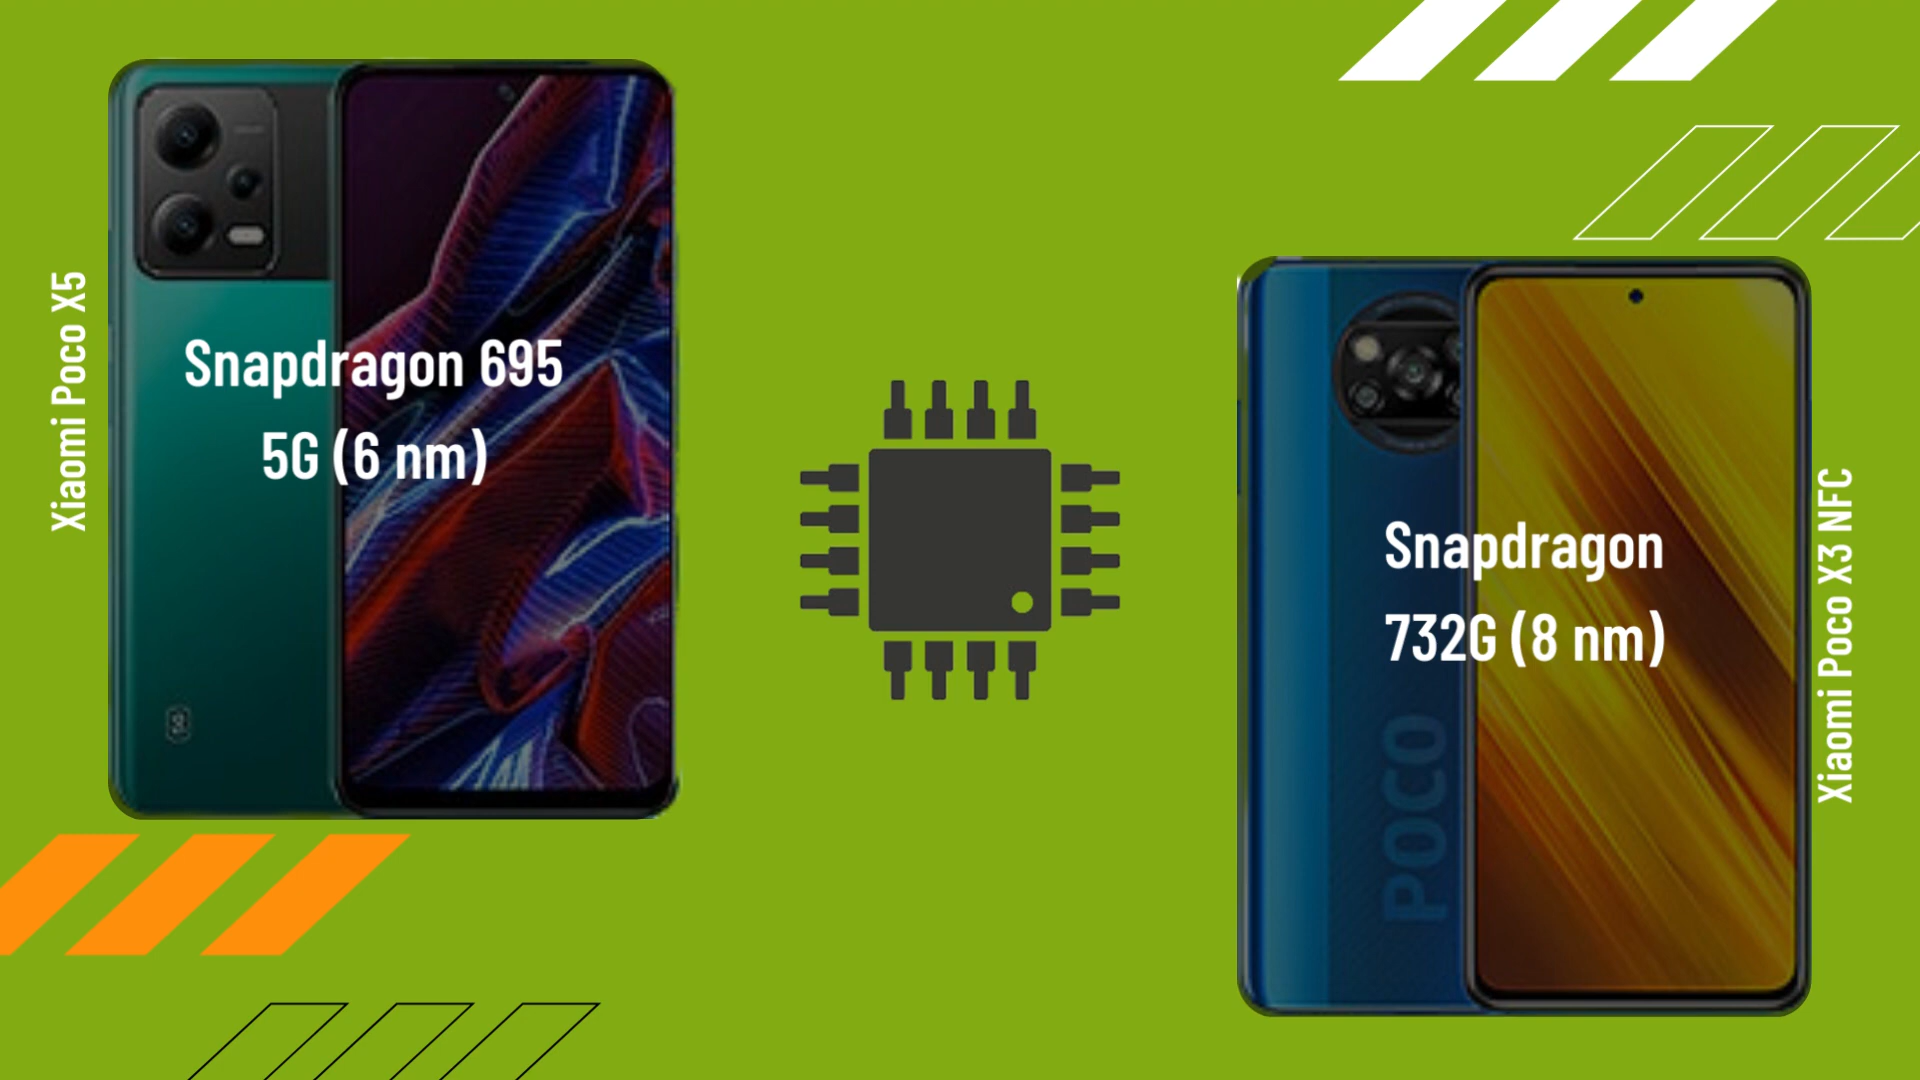 Xiaomi Poco X5
Snapdragon 695
5G (6 nm)
Snapdragon
732G (8 nm)
POCO
Xiaomi Poco X3 NFC